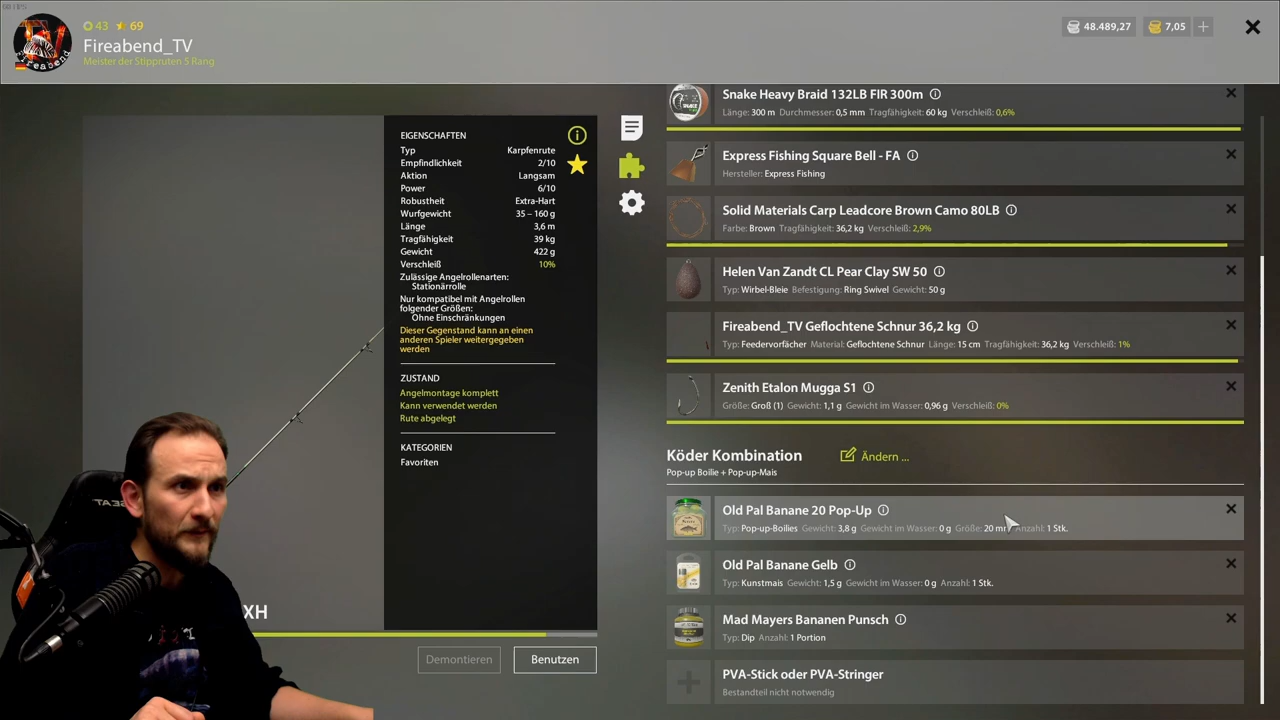 43 69
Fireabend_TV
Meister der Stippruten 5 Rang
48.489,27
7,05
EIGENSCHAFTEN
Typ Karpfenrute
Empfindlichkeit 2/10
Aktion Langsam
Power 6/10
Robustheit Extra-Hart
Wurfgewicht 35 – 160 g
Länge 3,6 m
Tragfähigkeit 39 kg
Gewicht 422 g
Verschleiß 10%
Zulässige Angelrollenarten:
Stationärrolle
Nur kompatibel mit Angelrollen
folgender Größen:
Ohne Einschränkungen
Dieser Gegenstand kann an einen
anderen Spieler weitergegeben
werden
ZUSTAND
Angelmontage komplett
Kann verwendet werden
Rute abgelegt
KATEGORIEN
Favoriten
XH
Demontieren
Benutzen
Snake Heavy Braid 132LB FIR 300m
Länge: 300 m Durchmesser: 0,5 mm Tragfähigkeit: 60 kg Verschleiß: 0,6%
Express Fishing Square Bell - FA
Hersteller: Express Fishing
Solid Materials Carp Leadcore Brown Camo 80LB
Farbe: Brown Tragfähigkeit: 36,2 kg Verschleiß: 2,9%
Helen Van Zandt CL Pear Clay SW 50
Typ: Wirbel-Bleie Befestigung: Ring Swivel Gewicht: 50 g
Fireabend_TV Geflochtene Schnur 36,2 kg
Typ: Feedervorfächer Material: Geflochtene Schnur Länge: 15 cm Tragfähigkeit: 36,2 kg Verschleiß: 1%
Zenith Etalon Mugga S1
Größe: Groß (1) Gewicht: 1,1 g Gewicht im Wasser: 0,96 g Verschleiß: 0%
Köder Kombination
Ändern ...
Pop-up Boilie + Pop-up-Mais
Old Pal Banane 20 Pop-Up
Typ: Pop-up-Boilies Gewicht: 3,8 g Gewicht im Wasser: 0 g Größe: 20 mm Anzahl: 1 Stk.
Old Pal Banane Gelb
Typ: Kunstmais Gewicht: 1,5 g Gewicht im Wasser: 0 g Anzahl: 1 Stk.
Mad Mayers Bananen Punsch
Typ: Dip Anzahl: 1 Portion
PVA-Stick oder PVA-Stringer
Bestandteil nicht notwendig